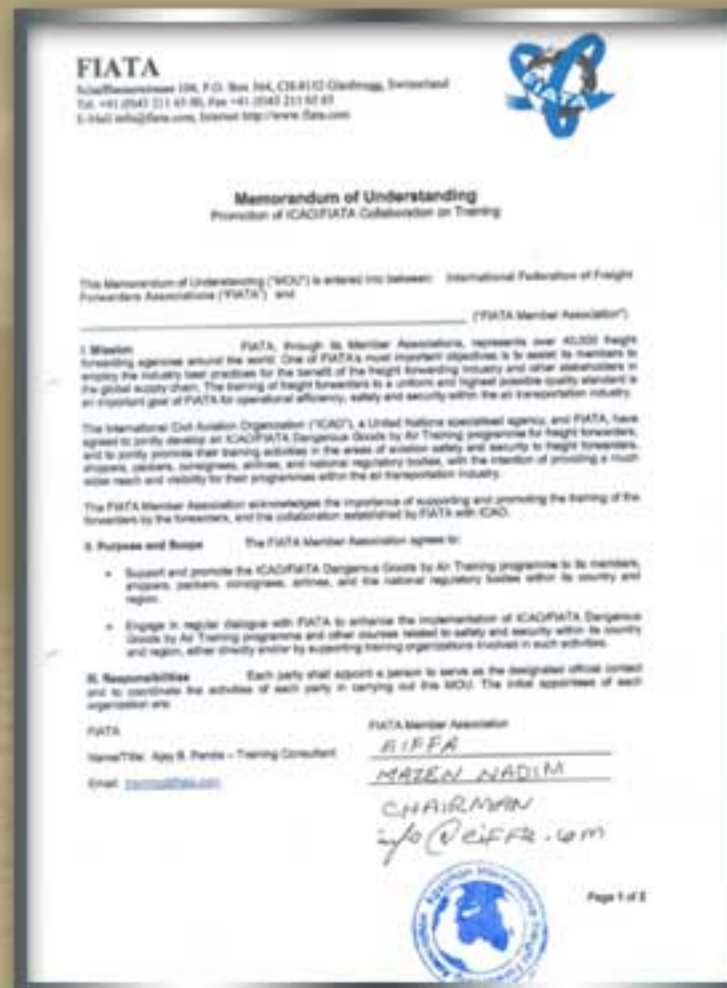 FIATA
Schaffhauserstrasse 104, P.O. Box 364, CH-8152 Glattbrugg, Switzerland
Tel. +41 (0)43 211 65 00, Fax +41 (0)43 211 65 65
E-Mail info@fiata.com, Internet http://www.fiata.com
FIATA
Memorandum of Understanding
Promotion of ICAO/FIATA Collaboration on Training
This Memorandum of Understanding ("MOU") is entered into between: International Federation of Freight
Forwarders Associations ("FIATA") and
("FIATA Member Association")
I. Mission FIATA, through its Member Associations, represents over 40,000 freight
forwarding agencies around the world. One of FIATA's most important objectives is to assist its members to
employ the industry best practices for the benefit of the freight forwarding industry and other stakeholders in
the global supply chain. The training of freight forwarders to a uniform and highest possible quality standard is
an important goal of FIATA for operational efficiency, safety and security within the air transportation industry.
The International Civil Aviation Organization ("ICAO"), a United Nations specialised agency, and FIATA, have
agreed to jointly develop an ICAO/FIATA Dangerous Goods by Air Training programme for freight forwarders,
and to jointly promote their training activities in the areas of aviation safety and security to freight forwarders,
shippers, packers, consignees, airlines, and national regulatory bodies, with the intention of providing a much
wider reach and visibility for their programmes within the air transportation industry.
The FIATA Member Association acknowledges the importance of supporting and promoting the training of the
forwarders by the forwarders, and the collaboration established by FIATA with ICAO.
II. Purpose and Scope The FIATA Member Association agrees to:
• Support and promote the ICAO/FIATA Dangerous Goods by Air Training programme to its members,
shippers, packers, consignees, airlines, and the national regulatory bodies within its country and
region.
• Engage in regular dialogue with FIATA to enhance the implementation of ICAO/FIATA Dangerous
Goods by Air Training programme and other courses related to safety and security within its country
and region, either directly and/or by supporting training organizations involved in such activities.
III. Responsibilities Each party shall appoint a person to serve as the designated official contact
and to coordinate the activities of each party in carrying out this MOU. The initial appointees of each
organization are:
FIATA
Name/Title: Ajay B. - Training Consultant
Email:
FIATA Member Association
EIFFA
MAZEN NADIM
CHAIRMAN
info@eiffa.com
Egyptian International Freight Forwarding Association
Page 1 of 2